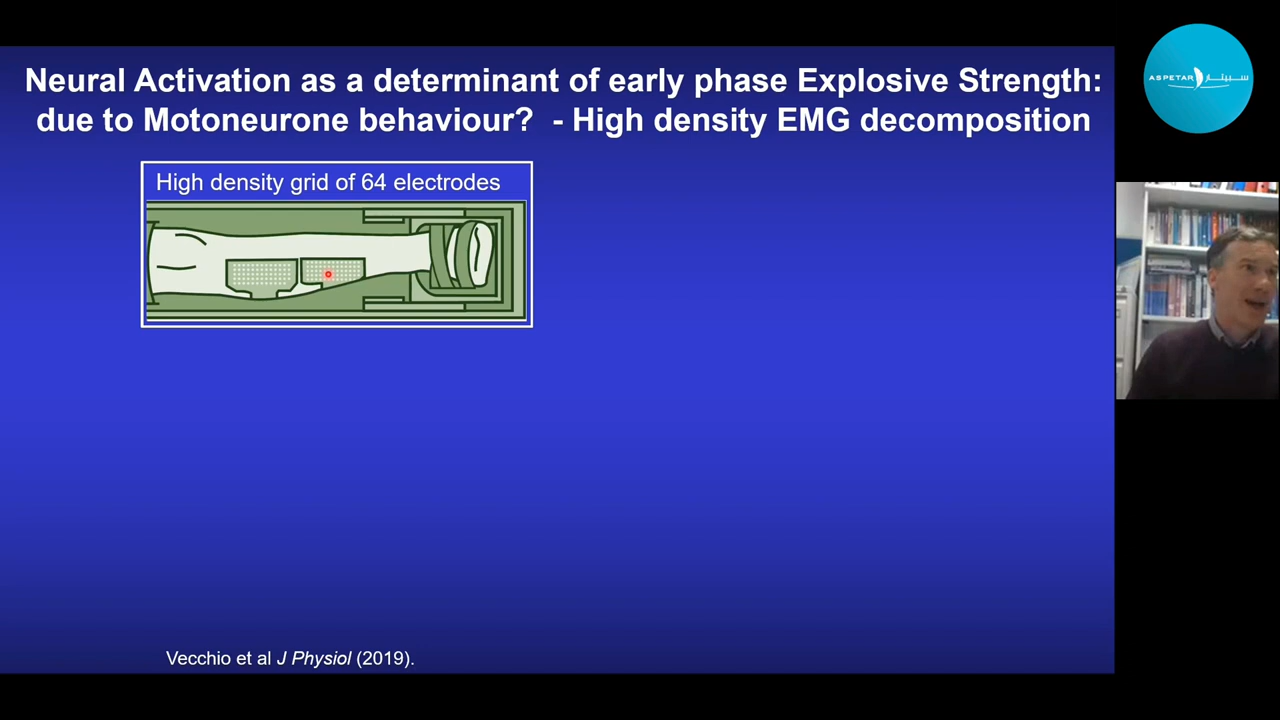 Neural Activation as a determinant of early phase Explosive Strength:
due to Motoneurone behaviour?  - High density EMG decomposition
High density grid of 64 electrodes
Vecchio et al J Physiol (2019).
ASPETAR سبيتار